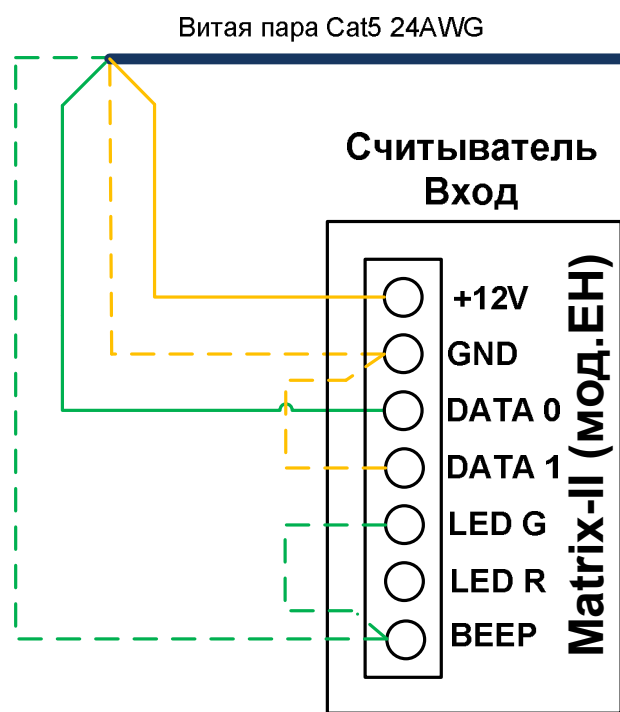 Витая пара Cat5 24AWG
Считыватель
Вход
+12V
GND
DATA 0
DATA 1
LED G
LED R
BEEP
Matrix-II (мод.EH)